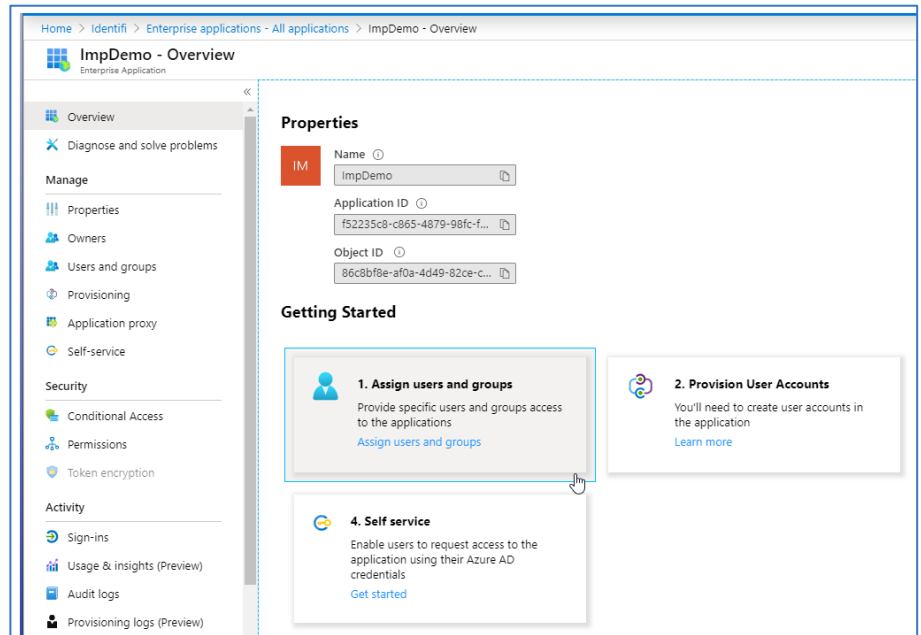 Home > Identifi > Enterprise applications - All applications > ImpDemo - Overview
ImpDemo - Overview
Enterprise Application
«
Overview
Diagnose and solve problems
Manage
Properties
Owners
Users and groups
Provisioning
Application proxy
Self-service
Security
Conditional Access
Permissions
Token encryption
Activity
Sign-ins
Usage & insights (Preview)
Audit logs
Provisioning logs (Preview)
Properties
IM
Name
ImpDemo
Application ID
f52235c8-c865-4879-98fc-f...
Object ID
86c8bf8e-af0a-4d49-82ce-c...
Getting Started
1. Assign users and groups
Provide specific users and groups access
to the applications
Assign users and groups
2. Provision User Accounts
You'll need to create user accounts in
the application
Learn more
4. Self service
Enable users to request access to the
application using their Azure AD
credentials
Get started